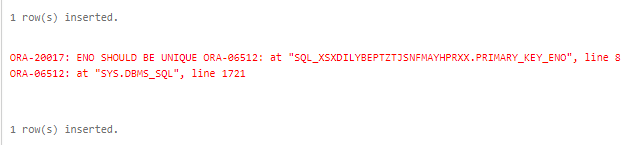 1 row(s) inserted.
ORA-20017: ENO SHOULD BE UNIQUE ORA-06512: at "SQL_XSXDILYBEPTZTJSNFMAYHPRXX.PRIMARY_KEY_ENO", line 8
ORA-06512: at "SYS.DBMS_SQL", line 1721
1 row(s) inserted.